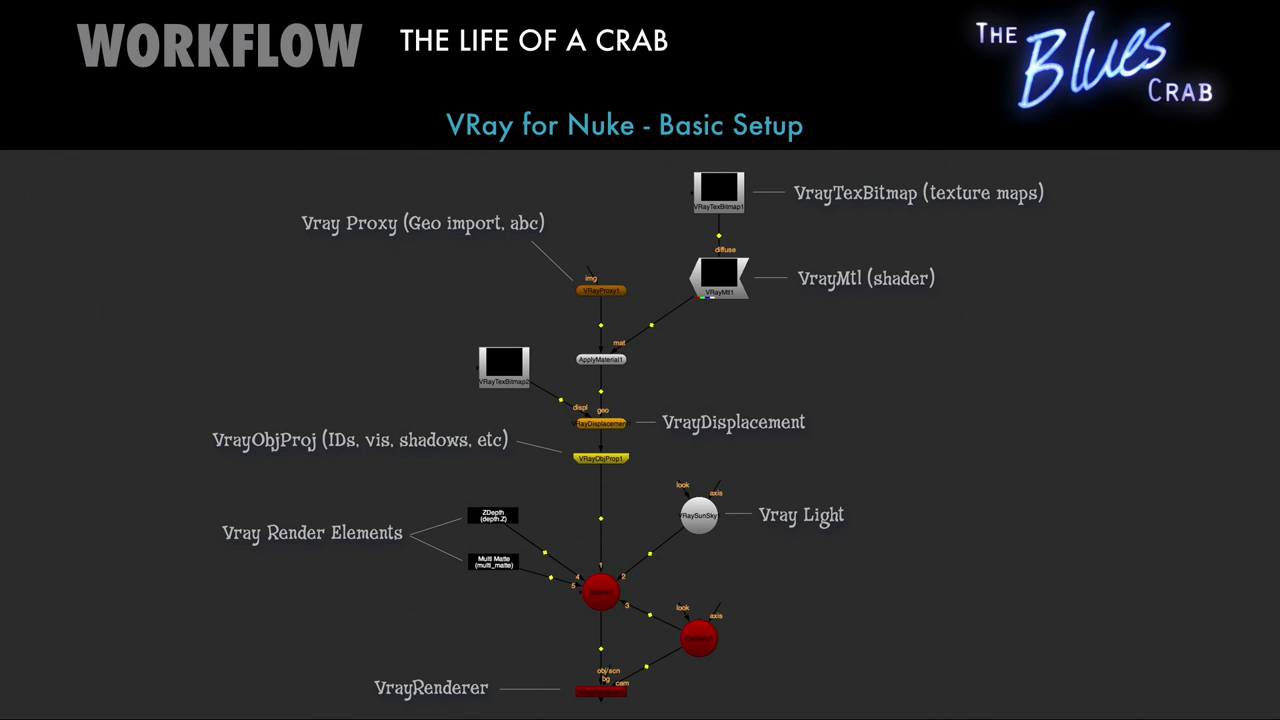 WORKFLOW THE LIFE OF A CRAB
THE Blues CRAB
VRay for Nuke - Basic Setup
VRayTexBitmap1
VrayTexBitmap (texture maps)
Vray Proxy (Geo import, abc)
diffuse
img
VRayMtl1
VrayMtl (shader)
VRayProxy1
mat
ApplyMaterial1
VRayTexBitmap2
displ geo
VRayDisplacement
VrayDisplacement
VrayObjProj (IDs, vis, shadows, etc)
VRayObjProp1
look axis
ZDepth
(depth.Z)
VRaySunSky
Vray Light
Vray Render Elements
Multi Matte
(multi_matte)
1
4 2
5
Scene1
3
look axis
obj/scn
bg cam
VrayRenderer